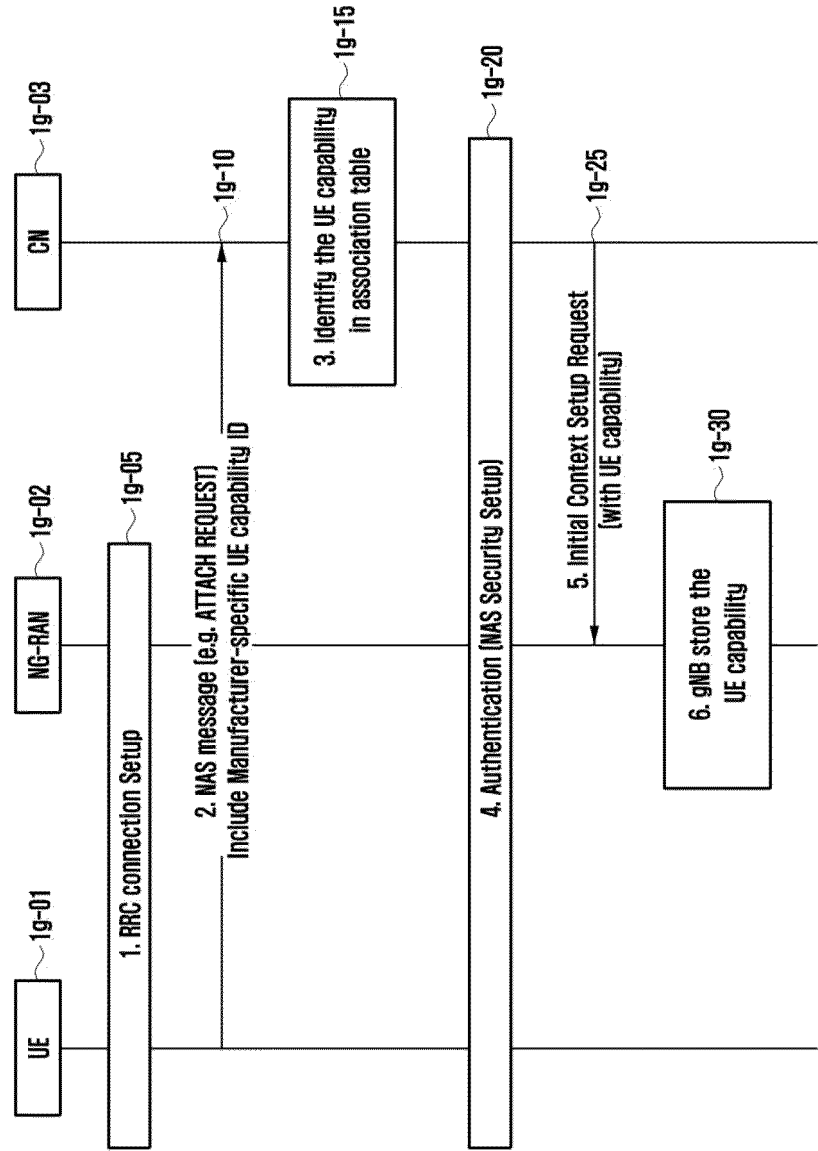 UE
1g-01
NG-RAN
1g-02
CN
1g-03
1. RRC connection Setup
1g-05
2. NAS message (e.g. ATTACH REQUEST)
Include Manufacturer-specific UE capability ID
1g-10
3. Identify the UE capability
in association table
1g-15
4. Authentication (NAS Security Setup)
1g-20
5. Initial Context Setup Request
(with UE capability)
1g-25
6. gNB store the
UE capability
1g-30